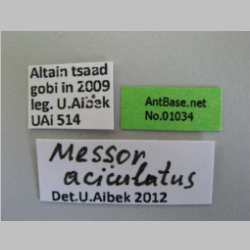 Altain tsaad
gobi in 2009
leg. U.Aibek
UAi 514
AntBase.net
No.01034
Messor
aciculatus
Det.U.Aibek 2012